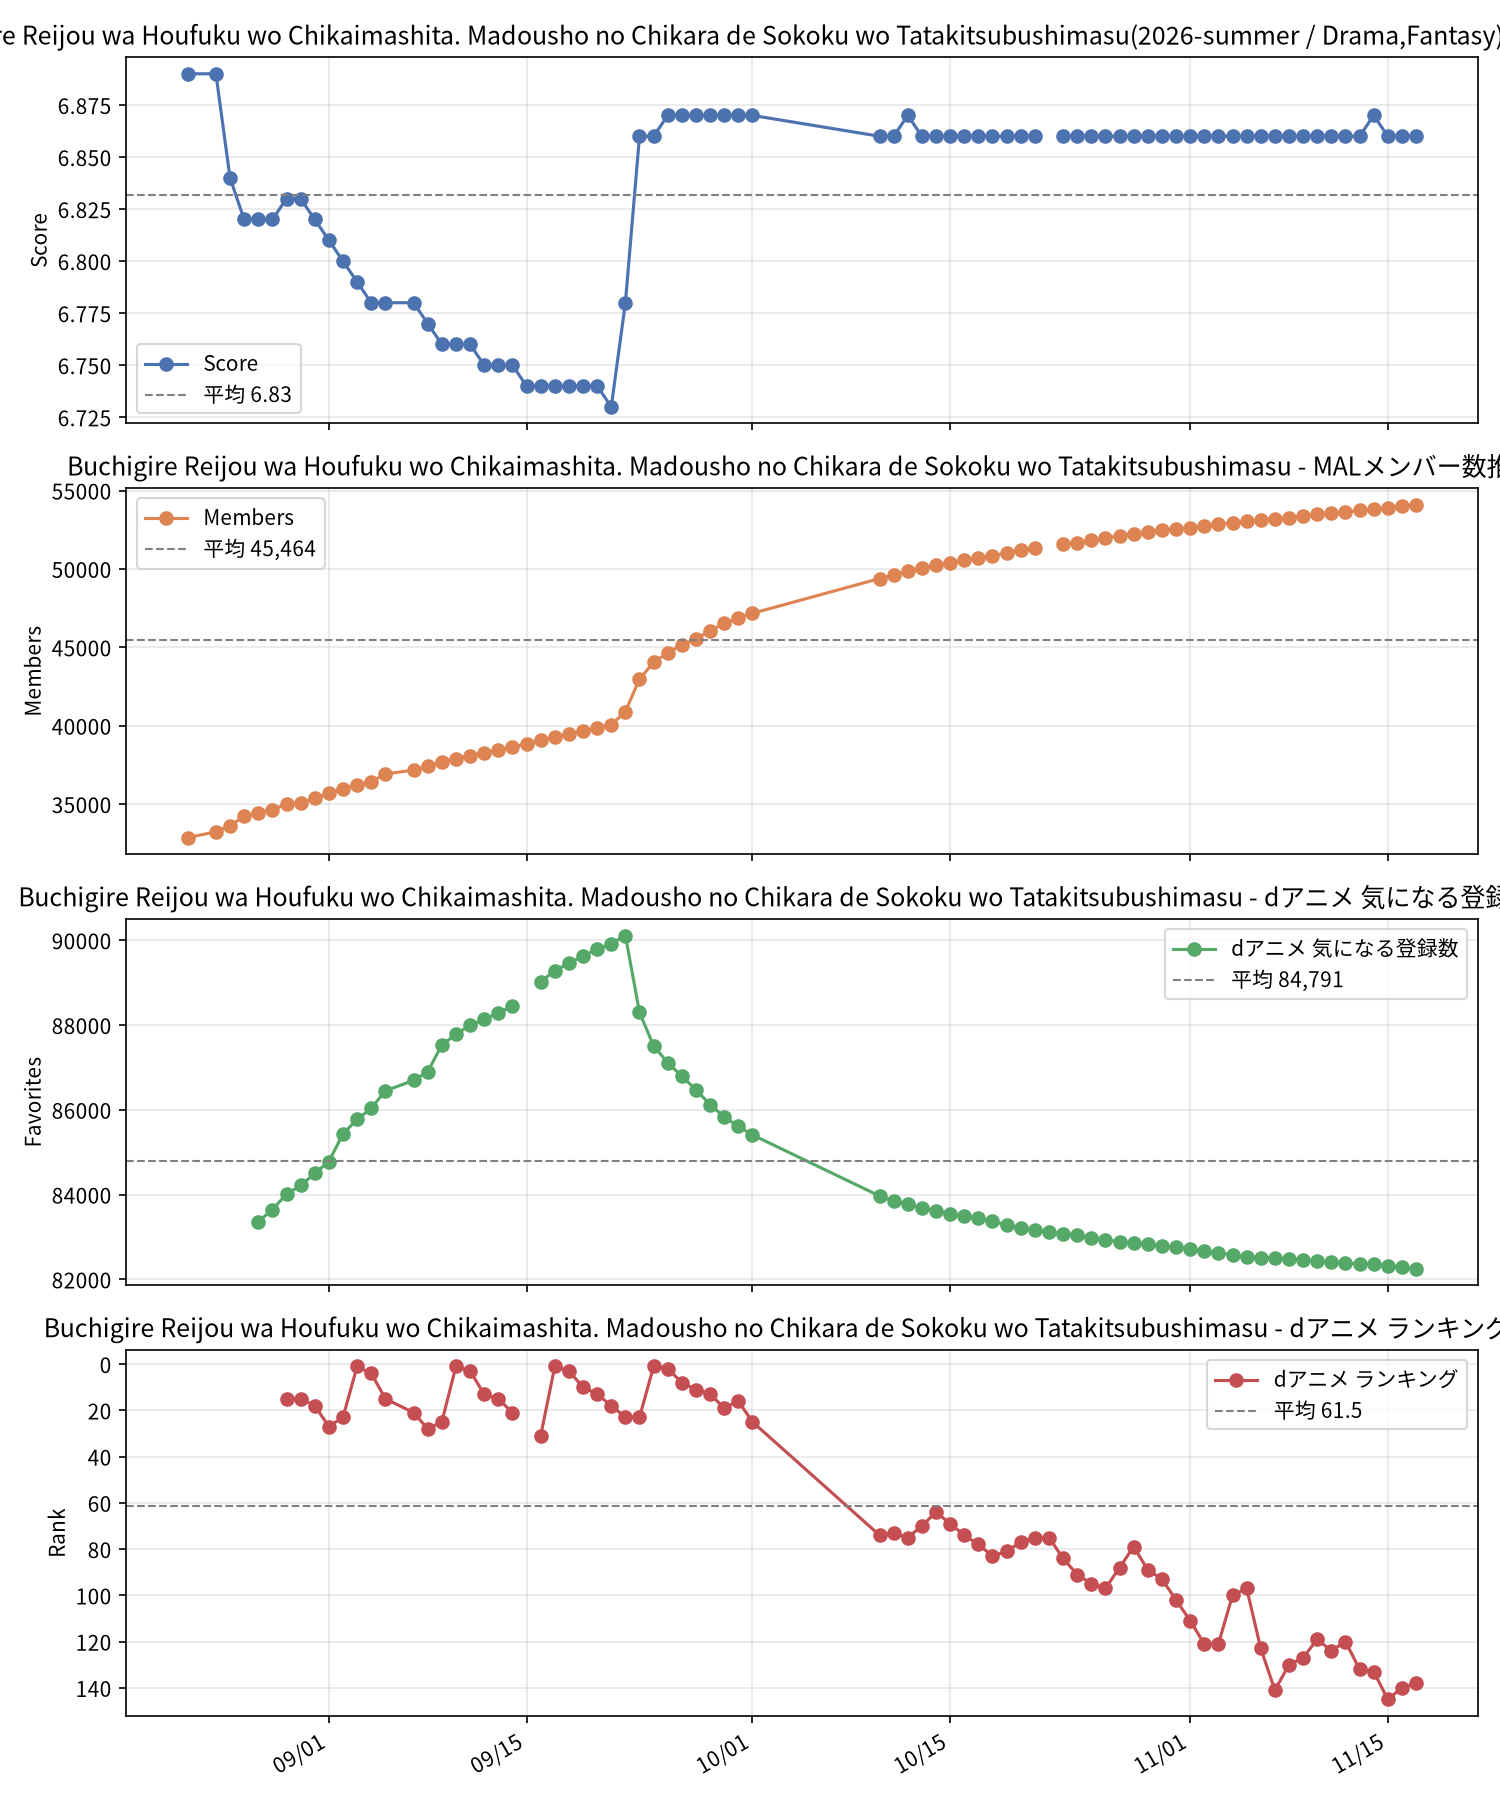 re Reijou wa Houfuku wo Chikaimashita. Madousho no Chikara de Sokoku wo Tatakitsubushimasu(2026-summer / Drama,Fantasy)
6.875
6.850
6.825
6.800
6.775
6.750
6.725
Score
Score
平均 6.83
Buchigire Reijou wa Houfuku wo Chikaimashita. Madousho no Chikara de Sokoku wo Tatakitsubushimasu - MALメンバー数推
55000
50000
45000
40000
35000
Members
Members
平均 45,464
Buchigire Reijou wa Houfuku wo Chikaimashita. Madousho no Chikara de Sokoku wo Tatakitsubushimasu - dアニメ 気になる登録
90000
88000
86000
84000
82000
Favorites
dアニメ 気になる登録数
平均 84,791
Buchigire Reijou wa Houfuku wo Chikaimashita. Madousho no Chikara de Sokoku wo Tatakitsubushimasu - dアニメ ランキング
0
20
40
60
80
100
120
140
Rank
dアニメ ランキング
平均 61.5
09/01
09/15
10/01
10/15
11/01
11/15